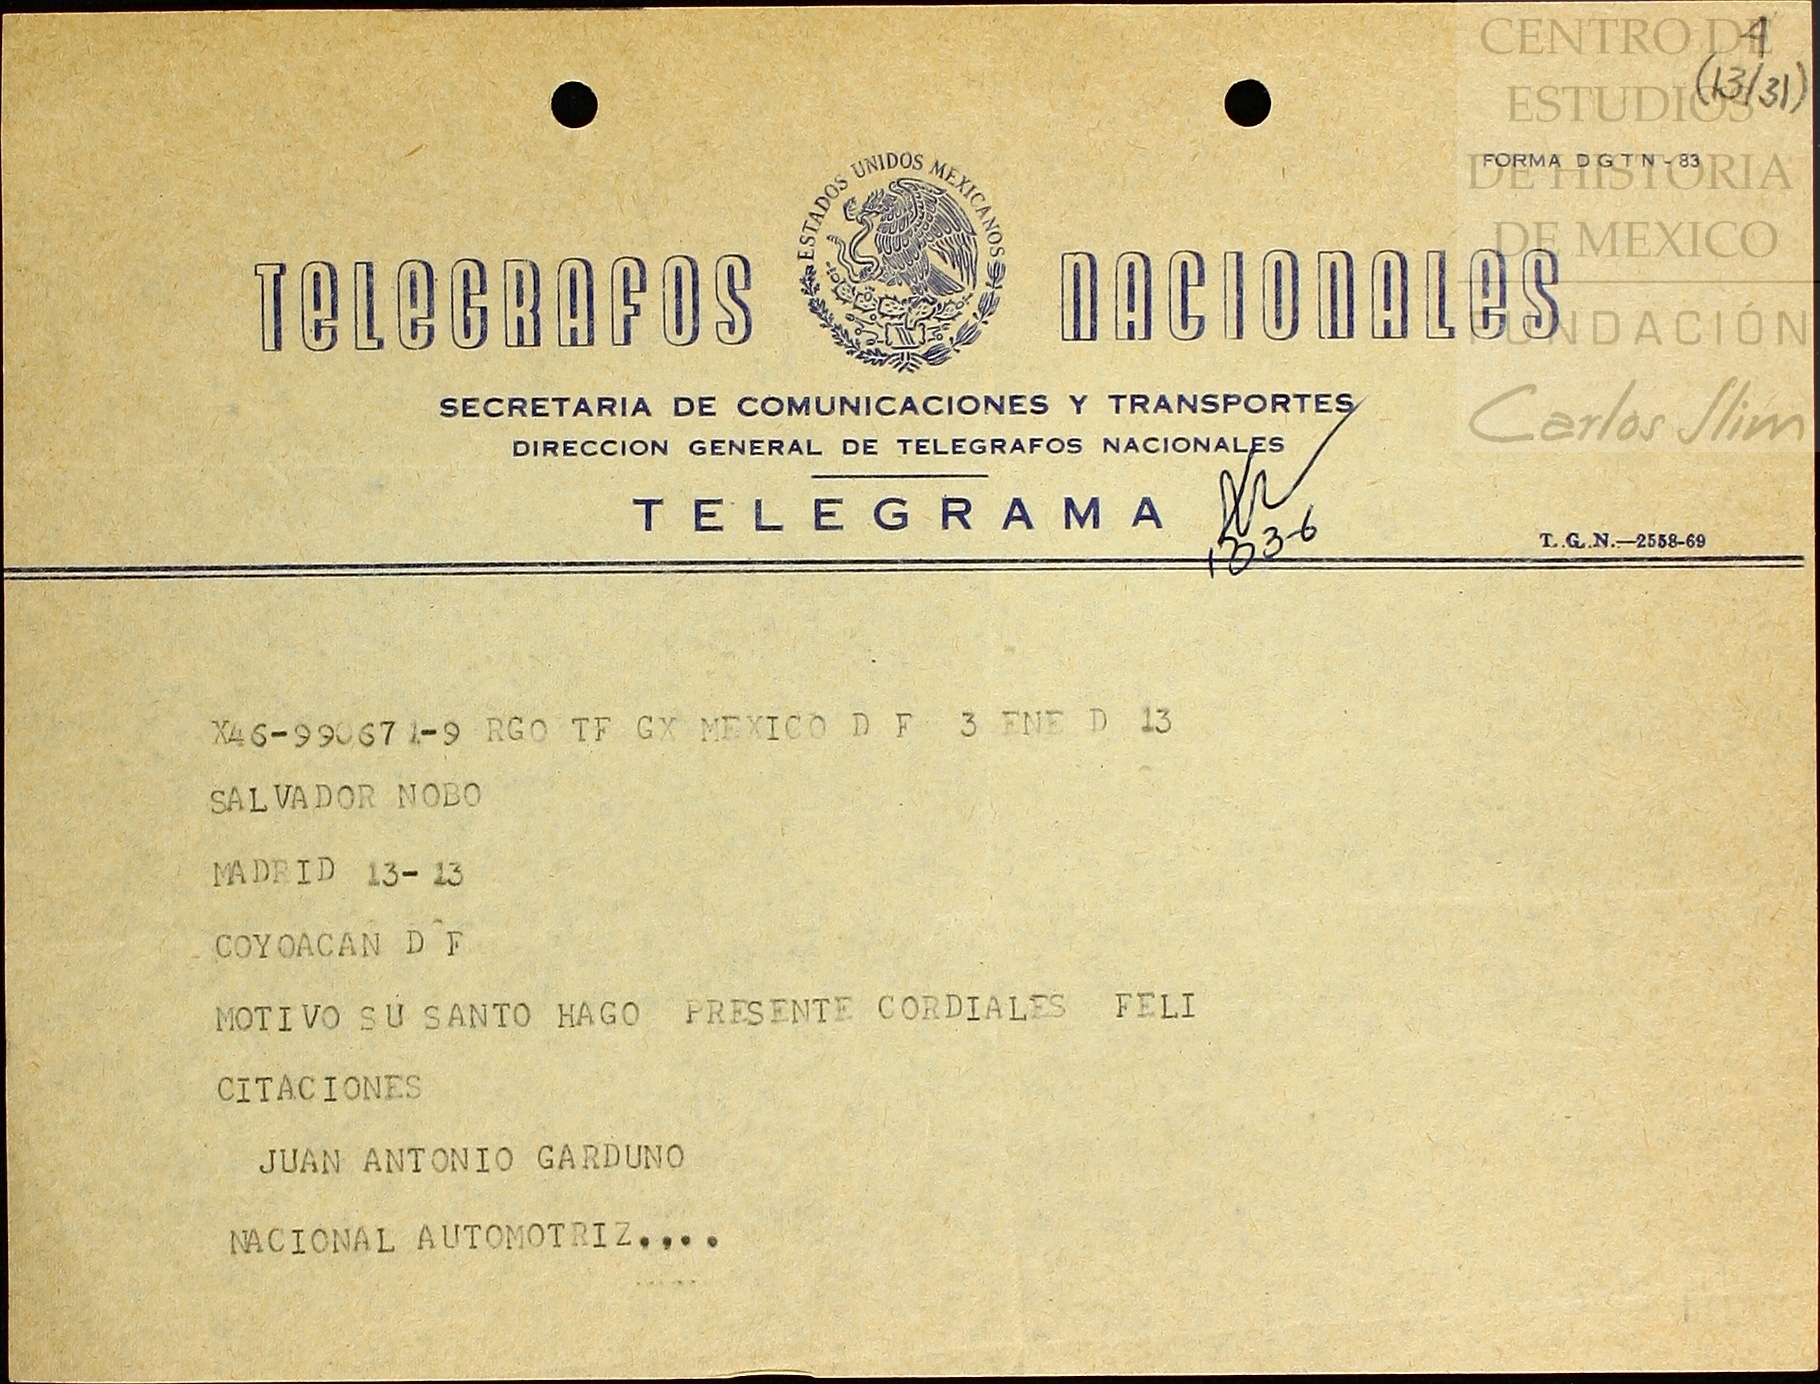 4
(13/31)
CENTRO DE
ESTUDIOS
DE HISTORIA
DE MEXICO
FUNDACIÓN
Carlos Slim
FORMA D G T N - 83
ESTADOS UNIDOS MEXICANOS
TELEGRAFOS NACIONALES
SECRETARIA DE COMUNICACIONES Y TRANSPORTES
DIRECCION GENERAL DE TELEGRAFOS NACIONALES
TELEGRAMA
133-6
T. G. N.—2558-69
X46-990671-9 RGO TF GX MEXICO D F 3 ENE D 13
SALVADOR NOBO
MADRID 13- 13
COYOACAN D F
MOTIVO SU SANTO HAGO PRESENTE CORDIALES FELI
CITACIONES
JUAN ANTONIO GARDUNO
NACIONAL AUTOMOTRIZ....